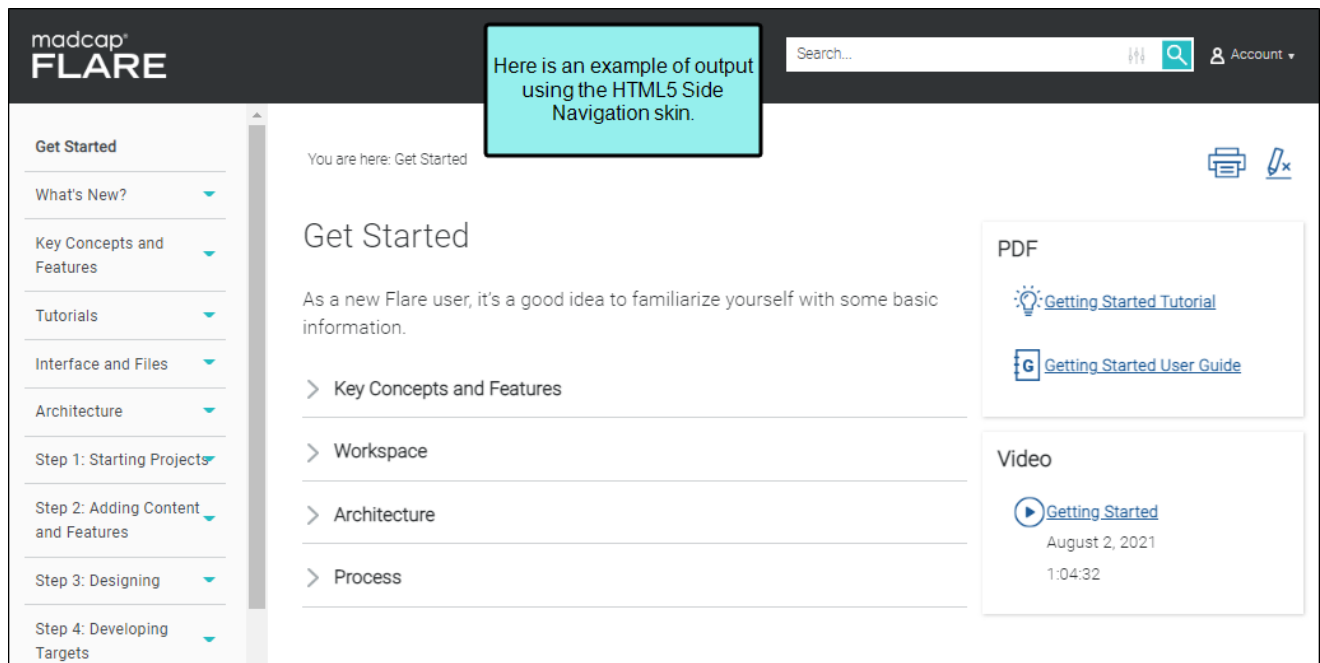 madcap®
FLARE
Here is an example of output
using the HTML5 Side
Navigation skin.
Search...
Account
Get Started
What's New?
Key Concepts and
Features
Tutorials
Interface and Files
Architecture
Step 1: Starting Projects
Step 2: Adding Content
and Features
Step 3: Designing
Step 4: Developing
Targets
You are here: Get Started
Get Started
As a new Flare user, it's a good idea to familiarize yourself with some basic
information.
Key Concepts and Features
Workspace
Architecture
Process
PDF
Getting Started Tutorial
G Getting Started User Guide
Video
Getting Started
August 2, 2021
1:04:32